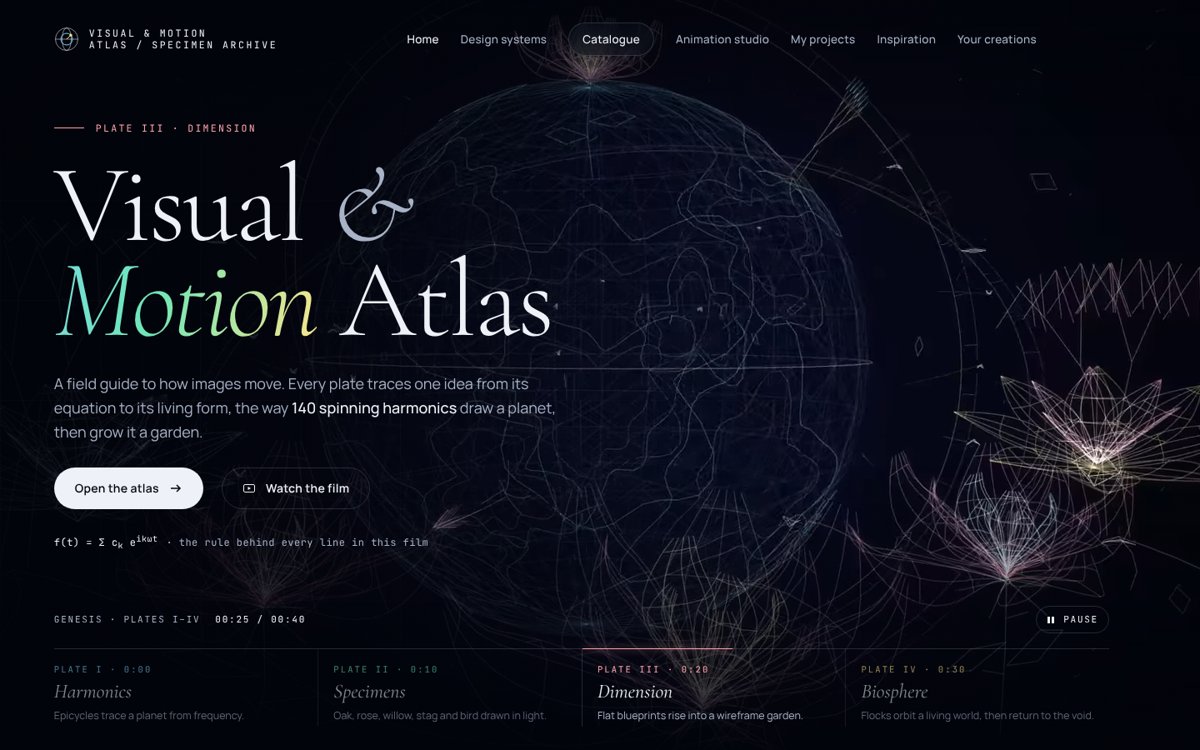 VISUAL & MOTION
ATLAS / SPECIMEN ARCHIVE
Home
Design systems
Catalogue
Animation studio
My projects
Inspiration
Your creations
PLATE III · DIMENSION
Visual &
Motion Atlas
A field guide to how images move. Every plate traces one idea from its
equation to its living form, the way 140 spinning harmonics draw a planet,
then grow it a garden.
Open the atlas →
Watch the film
f(t) = Σ cₖ eⁱᵏωᵗ · the rule behind every line in this film
GENESIS · PLATES I–IV 00:25 / 00:40
PAUSE
PLATE I · 0:00
Harmonics
Epicycles trace a planet from frequency.
PLATE II · 0:10
Specimens
Oak, rose, willow, stag and bird drawn in light.
PLATE III · 0:20
Dimension
Flat blueprints rise into a wireframe garden.
PLATE IV · 0:30
Biosphere
Flocks orbit a living world, then return to the void.